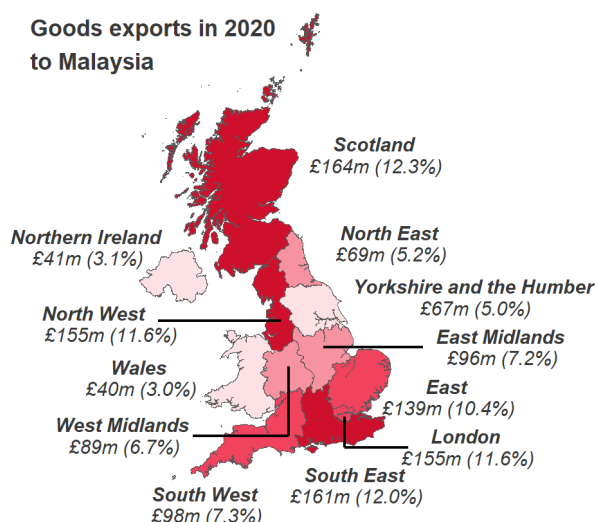 Goods exports in 2020
to Malaysia
Scotland
£164m (12.3%)
Northern Ireland
£41m (3.1%)
North East
£69m (5.2%)
Yorkshire and the Humber
£67m (5.0%)
North West
£155m (11.6%)
East Midlands
£96m (7.2%)
Wales
£40m (3.0%)
East
£139m (10.4%)
West Midlands
£89m (6.7%)
London
£155m (11.6%)
South East
£161m (12.0%)
South West
£98m (7.3%)